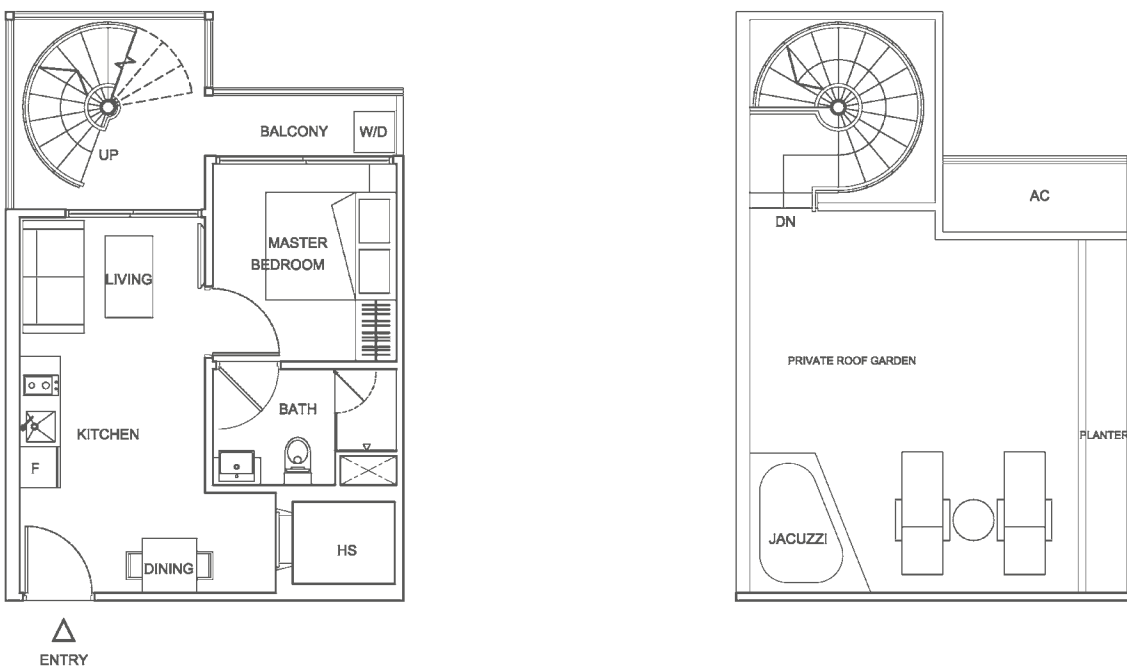 BALCONY
W/D
UP
MASTER
BEDROOM
LIVING
BATH
KITCHEN
F
HS
DINING
ENTRY
AC
DN
PRIVATE ROOF GARDEN
PLANTER
JACUZZI